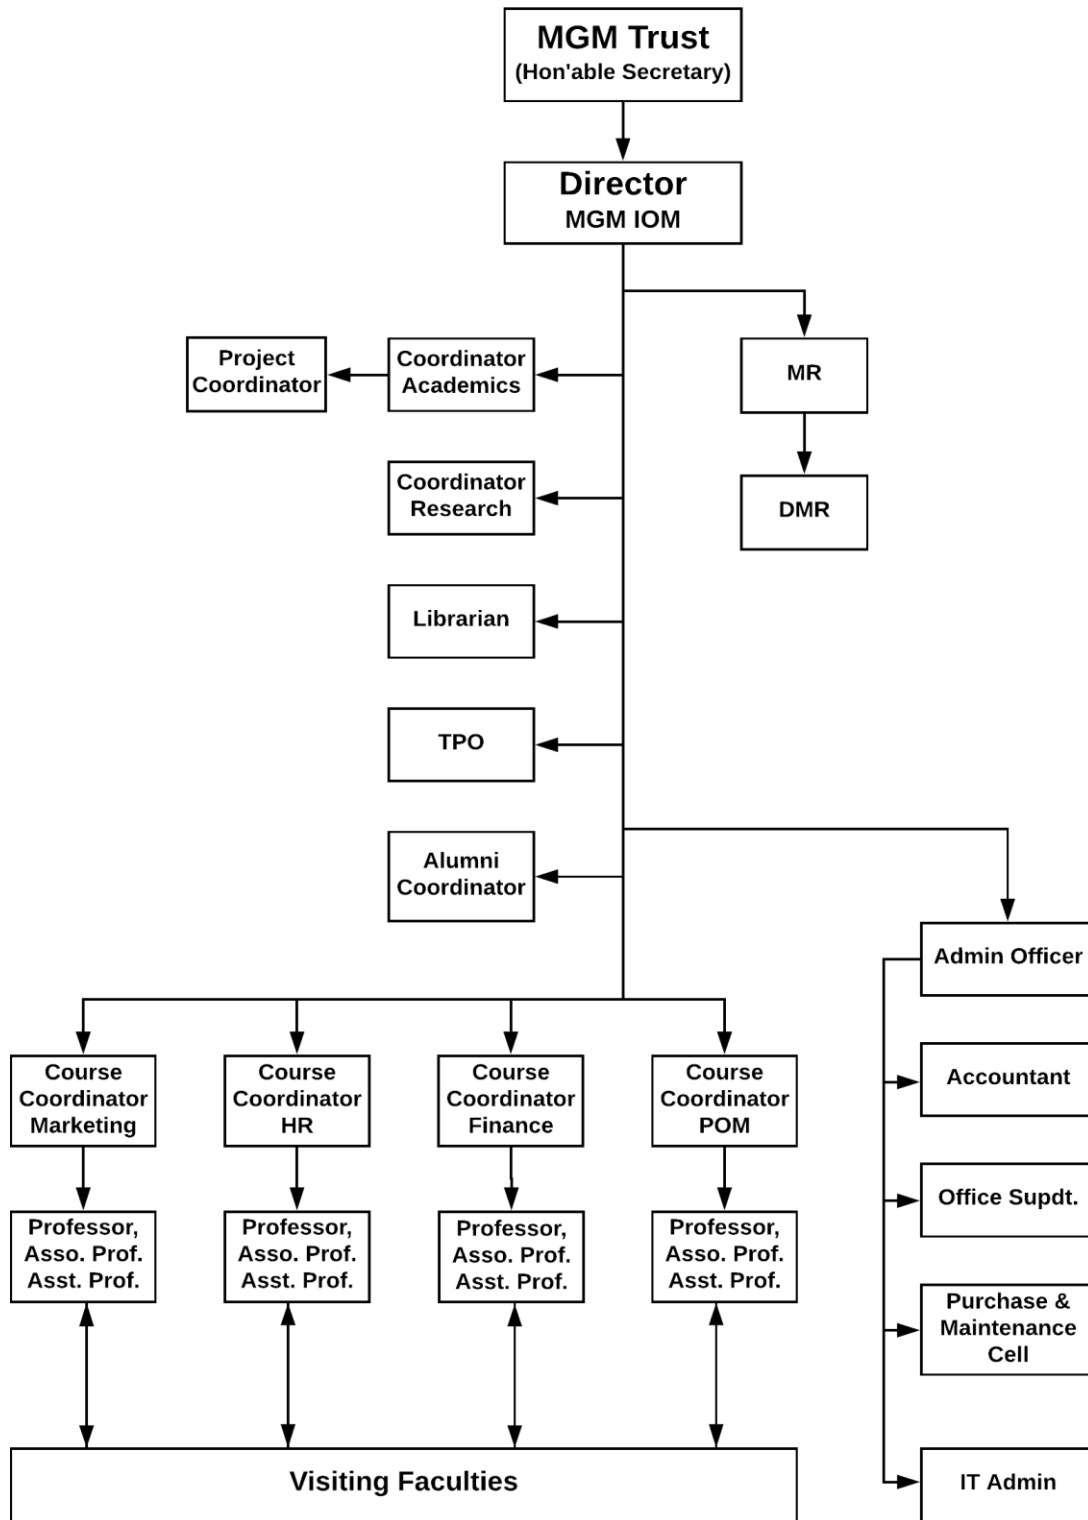 MGM Trust
(Hon'able Secretary)
Director
MGM IOM
Project
Coordinator
Coordinator
Academics
MR
Coordinator
Research
DMR
Librarian
TPO
Alumni
Coordinator
Admin Officer
Course
Coordinator
Marketing
Course
Coordinator
HR
Course
Coordinator
Finance
Course
Coordinator
POM
Accountant
Professor,
Asso. Prof.
Asst. Prof.
Professor,
Asso. Prof.
Asst. Prof.
Professor,
Asso. Prof.
Asst. Prof.
Professor,
Asso. Prof.
Asst. Prof.
Office Supdt.
Purchase &
Maintenance
Cell
Visiting Faculties
IT Admin